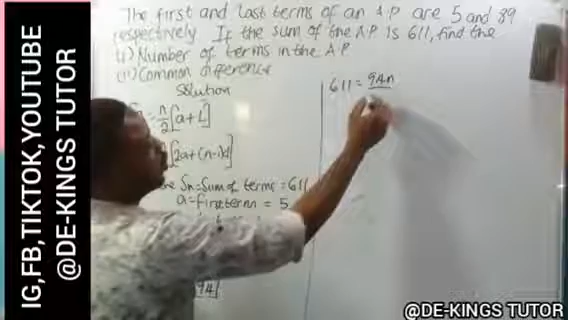 The first and Last terms of an A.P are 5 and 89
respectively. If the sum of the A.P is 611, find the
(i) Number of terms in the A.P
(ii) Common difference
Solution
= n/2 [a + L]
[2a + (n-1)d]
Sn = Sum of terms = 611
a = first term = 5
[94]
611 = 94n
IG,FB,TIKTOK,YOUTUBE
@DE-KINGS TUTOR
@DE-KINGS TUTOR